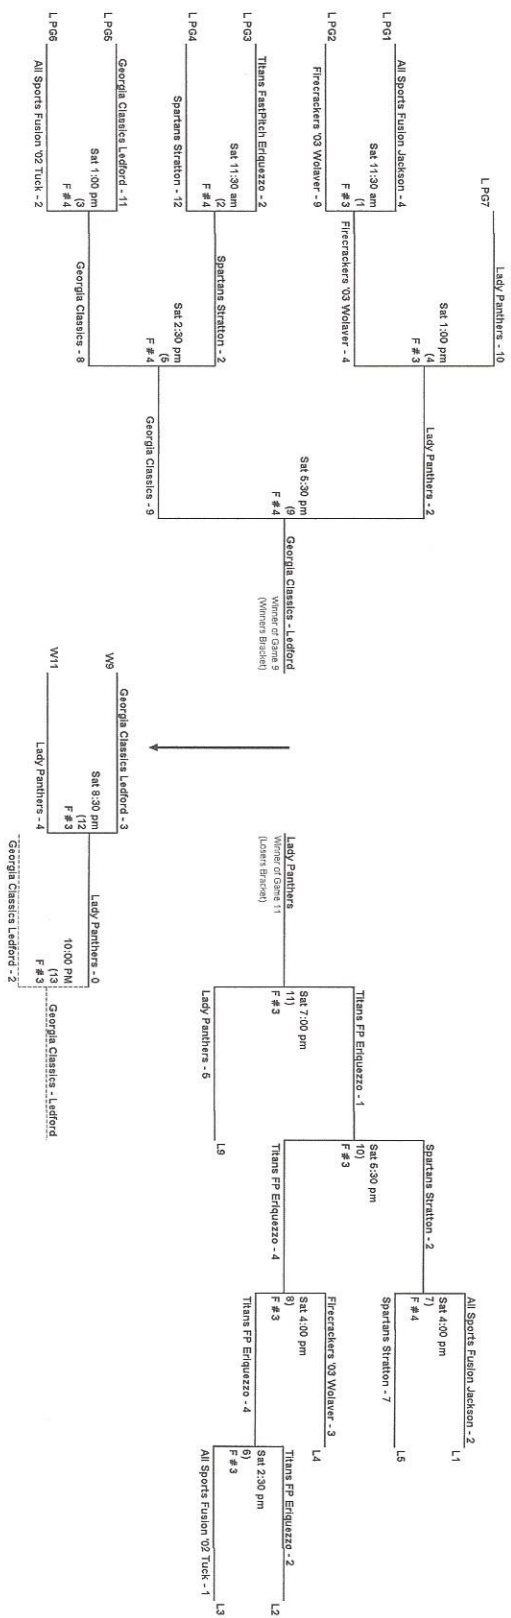 L PG7
Lady Panthers - 10
Sat 1:00 pm
(4
F # 3
L PG1
All Sports Fusion Jackson - 4
Sat 11:30 am
(1
F # 3
L PG2
Firecrackers '03 Wolaver - 9
Firecrackers '03 Wolaver - 4
Lady Panthers - 2
L PG3
Titans FastPitch Eriquezzo - 2
Sat 11:30 am
(2
F # 4
L PG4
Spartans Stratton - 12
Spartans Stratton - 2
Sat 2:30 pm
(5
F # 4
L PG5
Georgia Classics Ledford - 11
Sat 1:00 pm
(3
F # 4
L PG6
All Sports Fusion '02 Tuck - 2
Georgia Classics - 8
Georgia Classics - 9
Sat 5:30 pm
(9
F # 4
Georgia Classics - Ledford
Winner of Game 9
(Winners Bracket)
W9
Georgia Classics Ledford - 3
Sat 8:30 pm
(12
F # 3
W11
Lady Panthers - 4
Lady Panthers - 0
10:00 PM
(13
F # 3
Georgia Classics Ledford - 2
Georgia Classics - Ledford
Lady Panthers
Winner of Game 11
(Losers Bracket)
Titans FP Eriquezzo - 1
Sat 7:00 pm
11)
F # 3
Lady Panthers - 5
L9
Spartans Stratton - 2
Sat 5:30 pm
10)
F # 3
Titans FP Eriquezzo - 4
All Sports Fusion Jackson - 2
L1
Sat 4:00 pm
7)
F # 4
Spartans Stratton - 7
L5
Firecrackers '03 Wolaver - 3
L4
Sat 4:00 pm
8)
F # 3
Titans FP Eriquezzo - 4
Titans FP Eriquezzo - 2
L2
Sat 2:30 pm
6)
F # 3
All Sports Fusion '02 Tuck - 1
L3